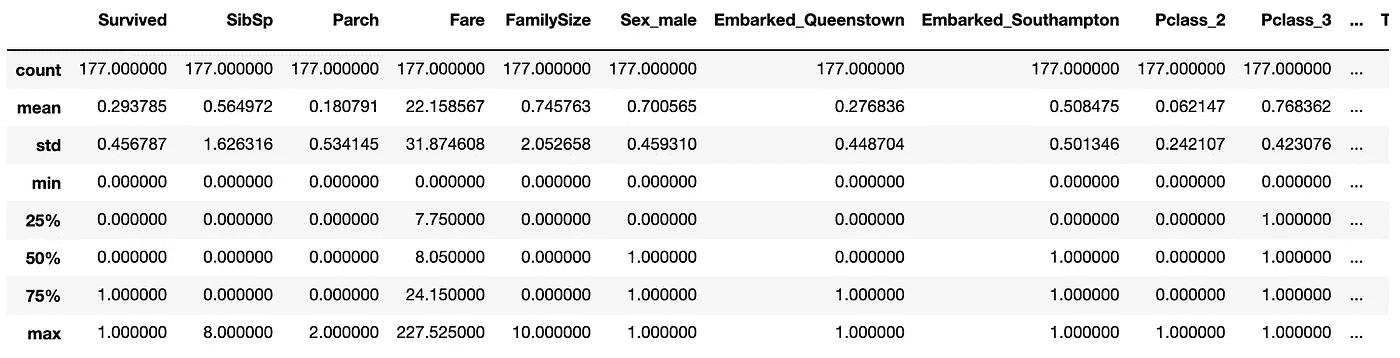 Survived SibSp Parch Fare FamilySize Sex_male Embarked_Queenstown Embarked_Southampton Pclass_2 Pclass_3 ... T
count 177.000000 177.000000 177.000000 177.000000 177.000000 177.000000 177.000000 177.000000 177.000000 177.000000 ...
mean 0.293785 0.564972 0.180791 22.158567 0.745763 0.700565 0.276836 0.508475 0.062147 0.768362 ...
std 0.456787 1.626316 0.534145 31.874608 2.052658 0.459310 0.448704 0.501346 0.242107 0.423076 ...
min 0.000000 0.000000 0.000000 0.000000 0.000000 0.000000 0.000000 0.000000 0.000000 0.000000 ...
25% 0.000000 0.000000 0.000000 7.750000 0.000000 0.000000 0.000000 0.000000 0.000000 1.000000 ...
50% 0.000000 0.000000 0.000000 8.050000 0.000000 1.000000 0.000000 1.000000 0.000000 1.000000 ...
75% 1.000000 0.000000 0.000000 24.150000 0.000000 1.000000 1.000000 1.000000 0.000000 1.000000 ...
max 1.000000 8.000000 2.000000 227.525000 10.000000 1.000000 1.000000 1.000000 1.000000 1.000000 ...